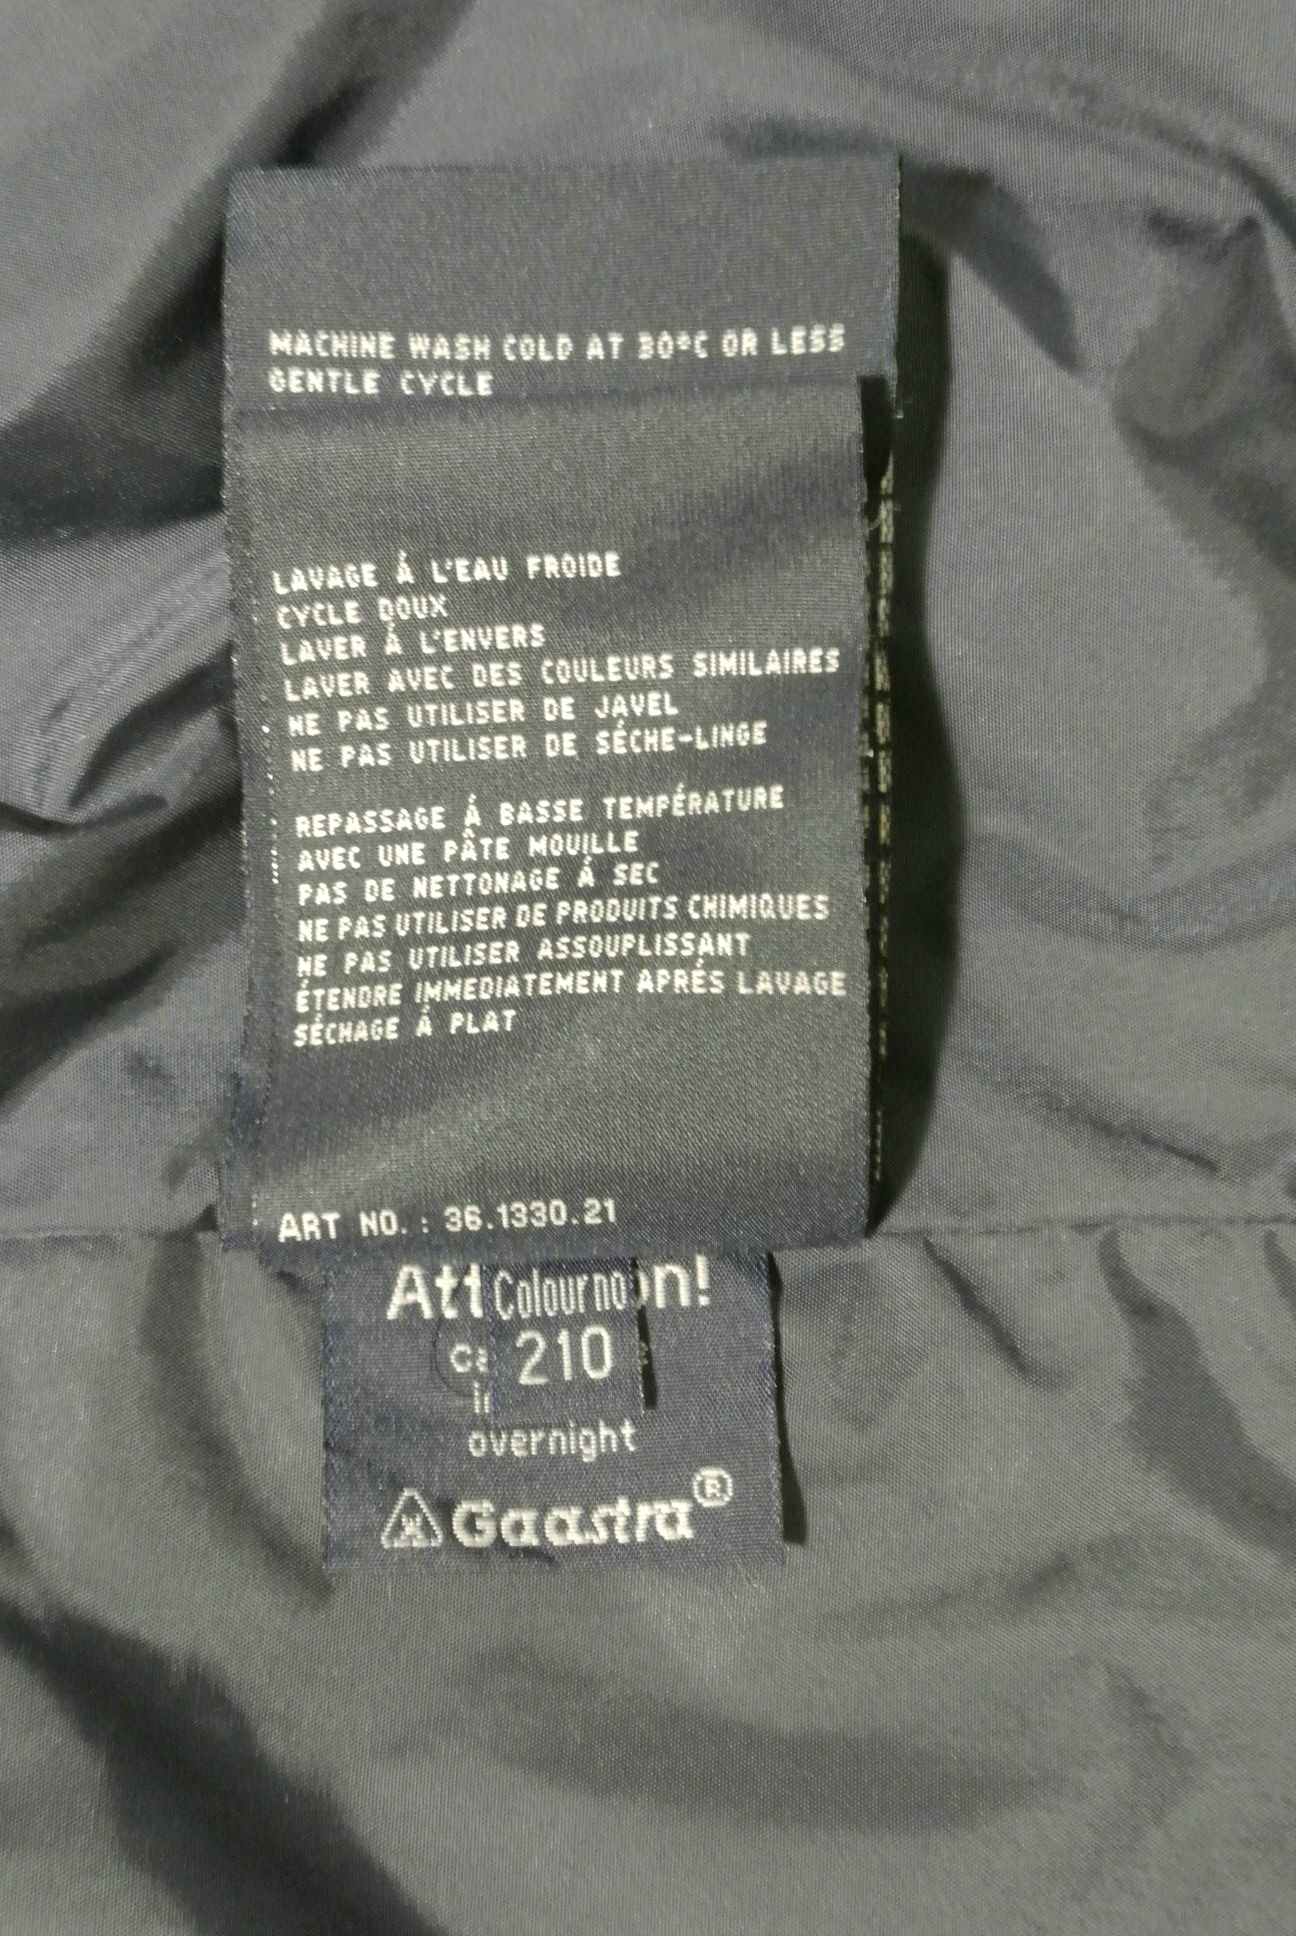 MACHINE WASH COLD AT 30°C OR LESS
GENTLE CYCLE
LAVAGE À L'EAU FROIDE
CYCLE DOUX
LAVER À L'ENVERS
LAVER AVEC DES COULEURS SIMILAIRES
NE PAS UTILISER DE JAVEL
NE PAS UTILISER DE SÉCHE-LINGE
REPASSAGE À BASSE TEMPÉRATURE
AVEC UNE PÂTE MOUILLE
PAS DE NETTONAGE À SEC
NE PAS UTILISER DE PRODUITS CHIMIQUES
NE PAS UTILISER ASSOUPLISSANT
ÉTENDRE IMMEDIATEMENT APRÉS LAVAGE
SÉCHAGE À PLAT
ART NO. : 36.1330.21
Colour no
210
overnight
Gaastra®